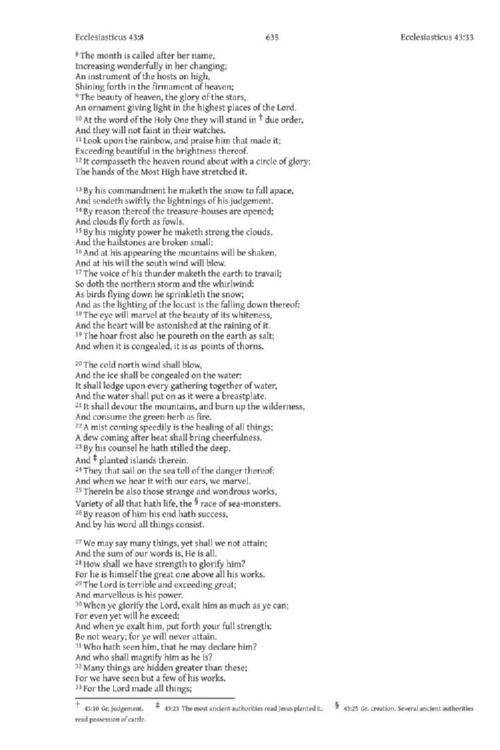 Ecclesiasticus 43:8 635 Ecclesiasticus 43:33
8 The month is called after her name,
Increasing wonderfully in her changing;
An instrument of the hosts on high,
Shining forth in the firmament of heaven;
9 The beauty of heaven, the glory of the stars,
An ornament giving light in the highest places of the Lord.
10 At the word of the Holy One they will stand in † due order,
And they will not faint in their watches.
11 Look upon the rainbow, and praise him that made it;
Exceeding beautiful in the brightness thereof.
12 It compasseth the heaven round about with a circle of glory;
The hands of the Most High have stretched it.
13 By his commandment he maketh the snow to fall apace,
And sendeth swiftly the lightnings of his judgement.
14 By reason thereof the treasure-houses are opened;
And clouds fly forth as fowls.
15 By his mighty power he maketh strong the clouds,
And the hailstones are broken small:
16 And at his appearing the mountains will be shaken,
And at his will the south wind will blow.
17 The voice of his thunder maketh the earth to travail;
So doth the northern storm and the whirlwind:
As birds flying down he sprinkleth the snow;
And as the lighting of the locust is the falling down thereof:
18 The eye will marvel at the beauty of its whiteness,
And the heart will be astonished at the raining of it.
19 The hoar frost also he poureth on the earth as salt;
And when it is congealed, it is as points of thorns.
20 The cold north wind shall blow,
And the ice shall be congealed on the water:
It shall lodge upon every gathering together of water,
And the water shall put on as it were a breastplate.
21 It shall devour the mountains, and burn up the wilderness,
And consume the green herb as fire.
22 A mist coming speedily is the healing of all things;
A dew coming after heat shall bring cheerfulness.
23 By his counsel he hath stilled the deep,
And ‡ planted islands therein.
24 They that sail on the sea tell of the danger thereof;
And when we hear it with our ears, we marvel.
25 Therein be also those strange and wondrous works,
Variety of all that hath life, the § race of sea-monsters.
26 By reason of him his end hath success,
And by his word all things consist.
27 We may say many things, yet shall we not attain;
And the sum of our words is, He is all.
28 How shall we have strength to glorify him?
For he is himself the great one above all his works.
29 The Lord is terrible and exceeding great;
And marvellous is his power.
30 When ye glorify the Lord, exalt him as much as ye can;
For even yet will he exceed:
And when ye exalt him, put forth your full strength:
Be not weary; for ye will never attain.
31 Who hath seen him, that he may declare him?
And who shall magnify him as he is?
32 Many things are hidden greater than these;
For we have seen but a few of his works.
33 For the Lord made all things;
† 43:10 Gr. judgement. ‡ 43:23 The most ancient authorities read Jesus planted it. § 43:25 Gr. creation. Several ancient authorities
read possession of cattle.